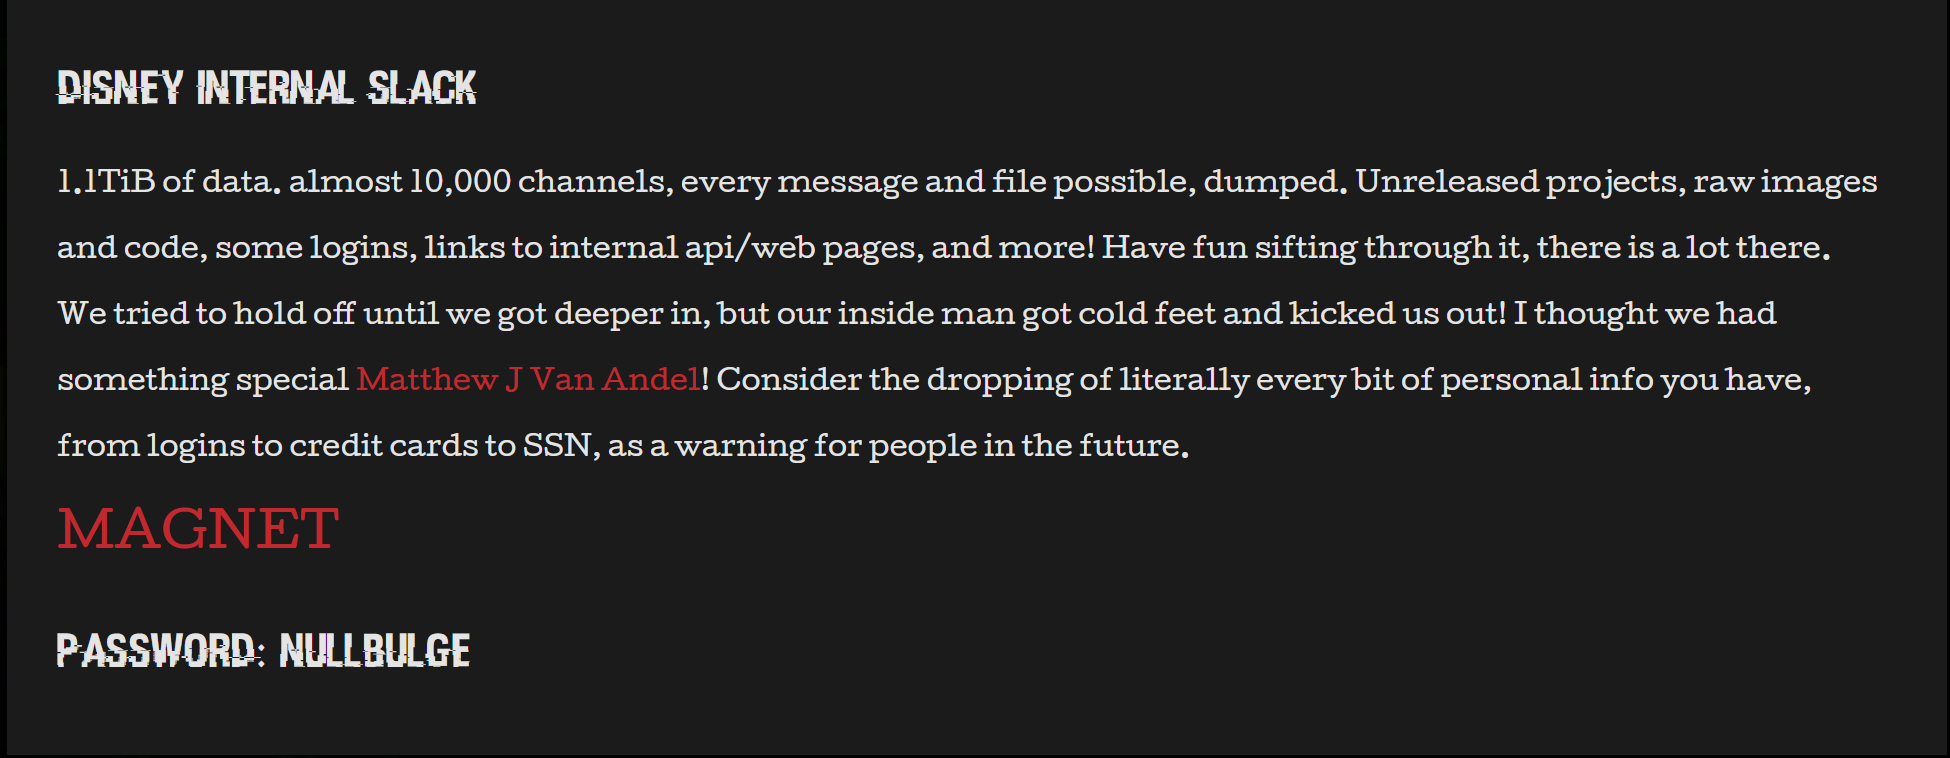 DISNEY INTERNAL SLACK
1.1TiB of data. almost 10,000 channels, every message and file possible, dumped. Unreleased projects, raw images
and code, some logins, links to internal api/web pages, and more! Have fun sifting through it, there is a lot there.
We tried to hold off until we got deeper in, but our inside man got cold feet and kicked us out! I thought we had
something special Matthew J Van Andel! Consider the dropping of literally every bit of personal info you have,
from logins to credit cards to SSN, as a warning for people in the future.
MAGNET
PASSWORD: NULLBULGE